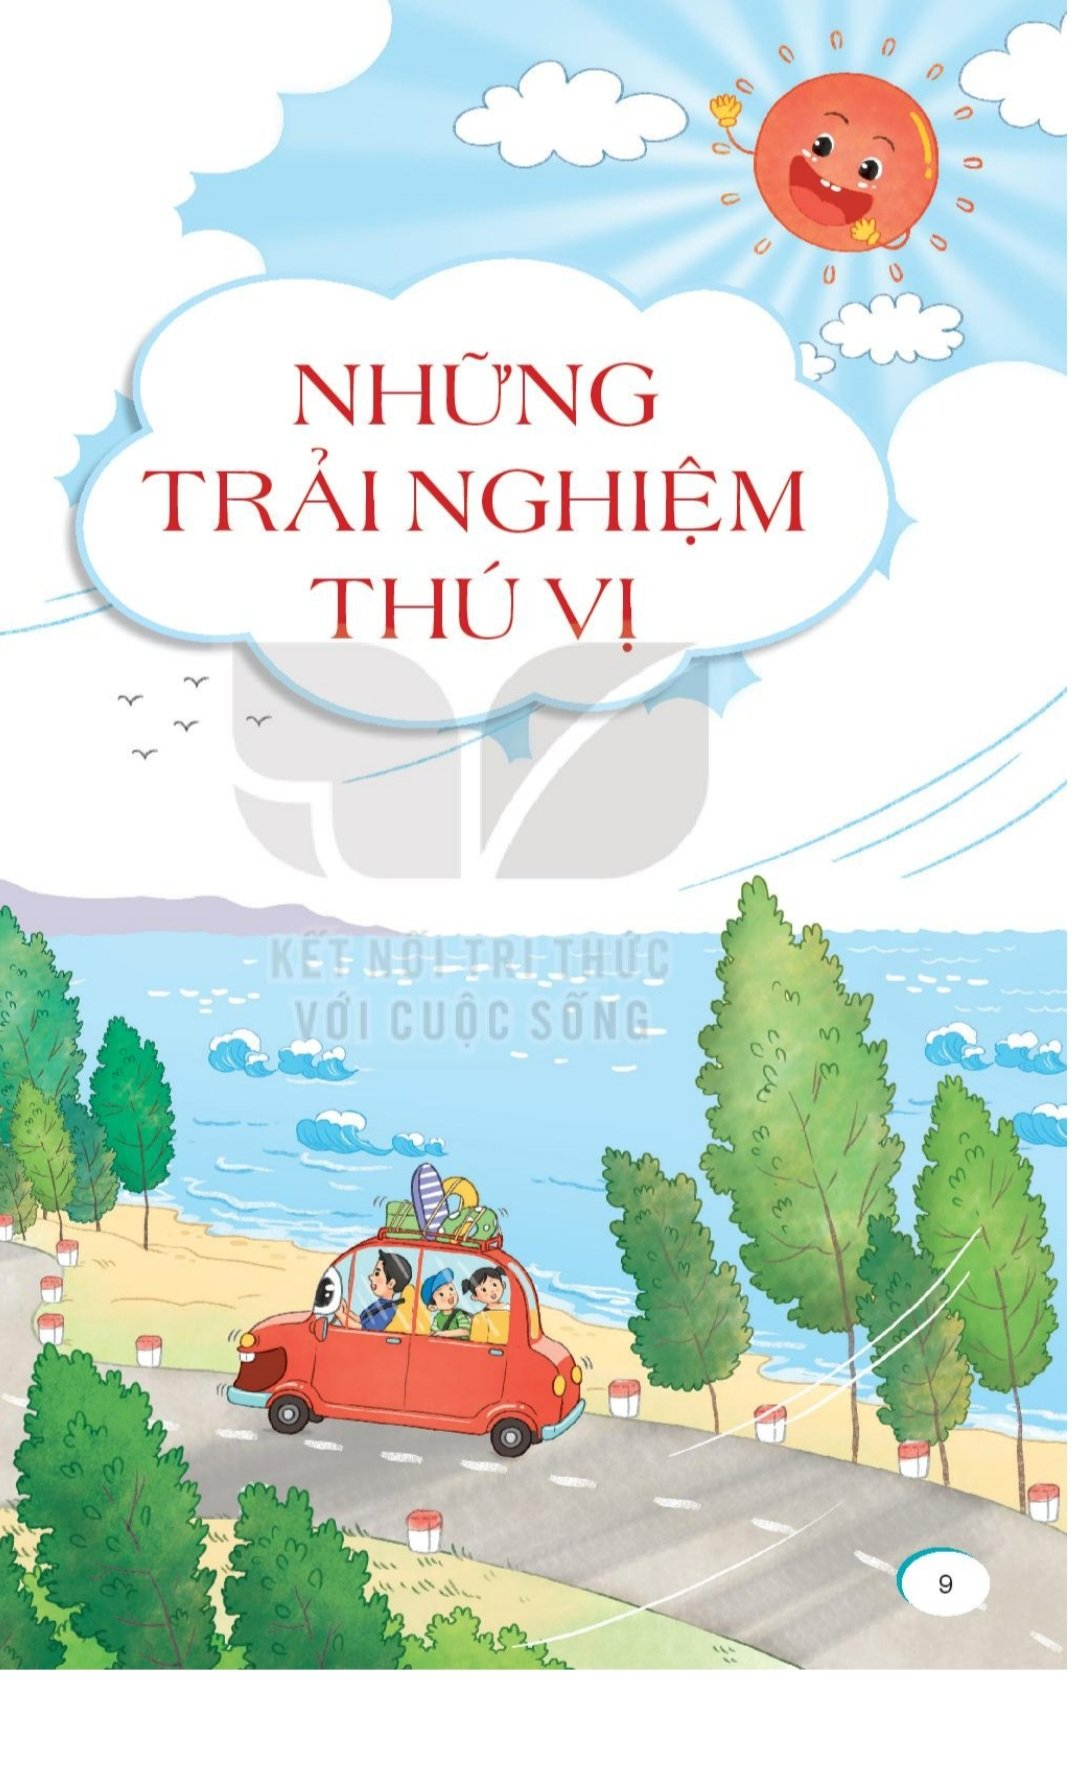 NHỮNG
TRẢI NGHIỆM
THÚ VỊ
KẾT NỐI TRI THỨC
VỚI CUỘC SỐNG
9